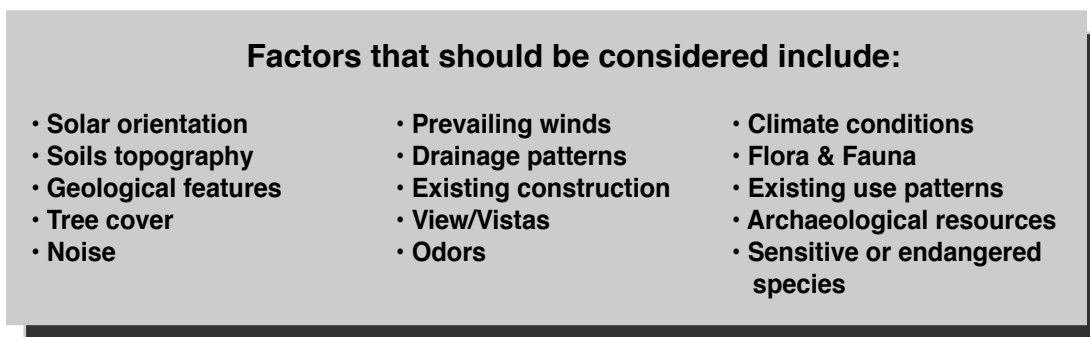 Factors that should be considered include:
· Solar orientation
· Soils topography
· Geological features
· Tree cover
· Noise
· Prevailing winds
· Drainage patterns
· Existing construction
· View/Vistas
· Odors
· Climate conditions
· Flora & Fauna
· Existing use patterns
· Archaeological resources
· Sensitive or endangered
species